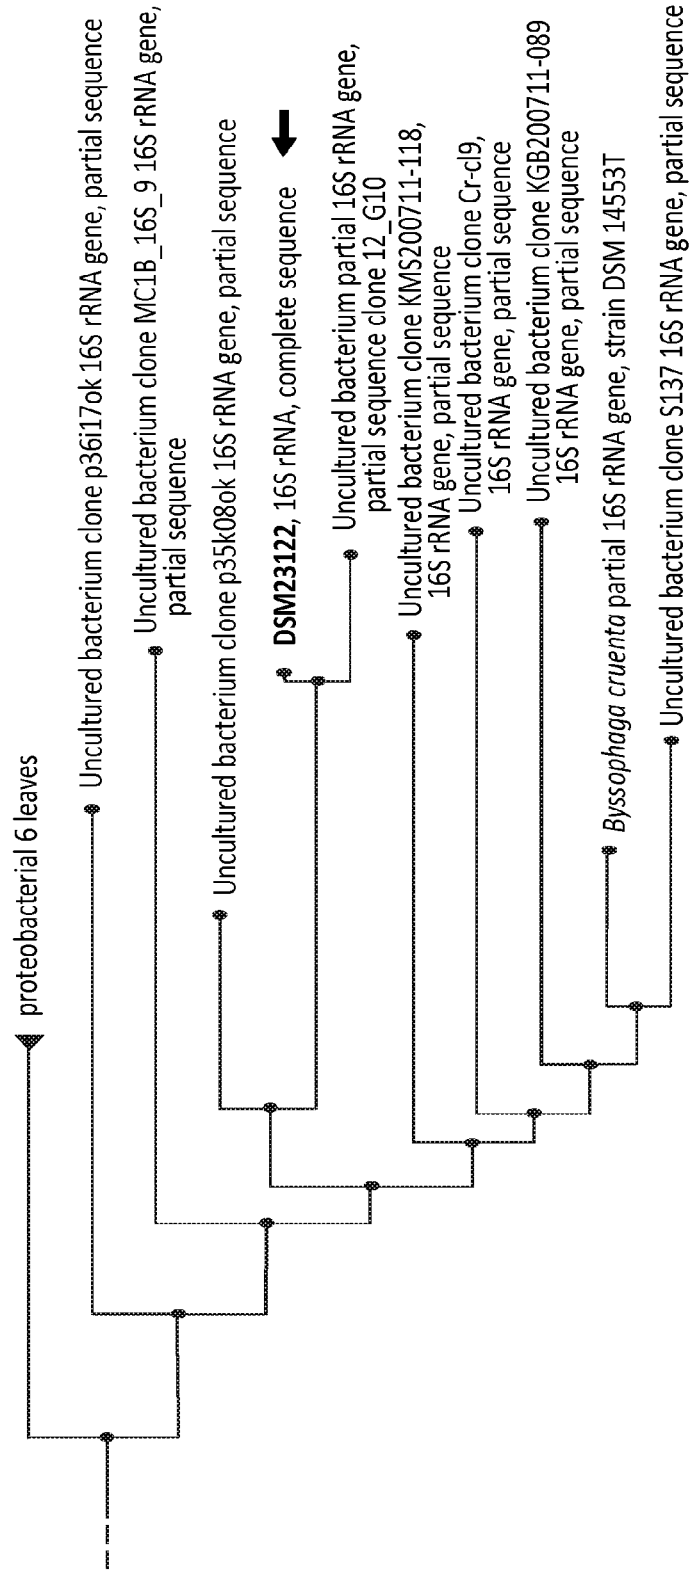 proteobacterial 6 leaves
Uncultured bacterium clone p36i17ok 16S rRNA gene, partial sequence
Uncultured bacterium clone MC1B_16S_9 16S rRNA gene,
partial sequence
Uncultured bacterium clone p35k08ok 16S rRNA gene, partial sequence
DSM23122, 16S rRNA, complete sequence
Uncultured bacterium partial 16S rRNA gene,
partial sequence clone 12_G10
Uncultured bacterium clone KMS200711-118,
16S rRNA gene, partial sequence
Uncultured bacterium clone Cr-cl9,
16S rRNA gene, partial sequence
Uncultured bacterium clone KGB200711-089
16S rRNA gene, partial sequence
Byssophaga cruenta partial 16S rRNA gene, strain DSM 14553T
Uncultured bacterium clone S137 16S rRNA gene, partial sequence